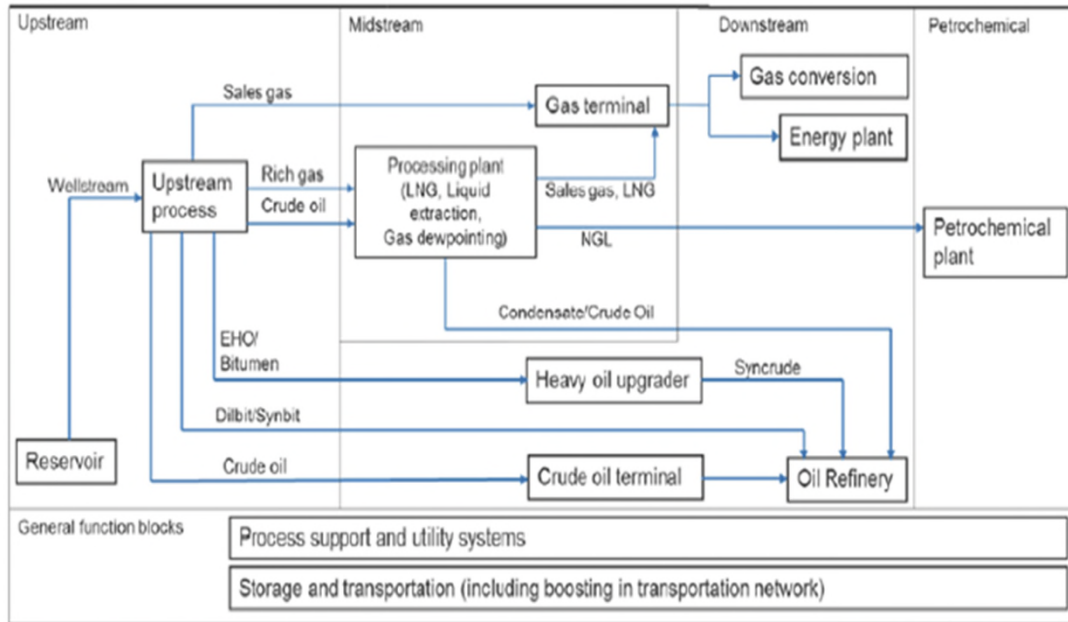 Upstream
Midstream
Downstream
Petrochemical
Sales gas
Gas terminal
Gas conversion
Energy plant
Wellstream
Upstream
process
Rich gas
Crude oil
Processing plant
(LNG, Liquid
extraction,
Gas dewpointing)
Sales gas, LNG
NGL
Petrochemical
plant
Condensate/Crude Oil
EHO/
Bitumen
Heavy oil upgrader
Syncrude
Dilbit/Synbit
Reservoir
Crude oil
Crude oil terminal
Oil Refinery
General function blocks
Process support and utility systems
Storage and transportation (including boosting in transportation network)